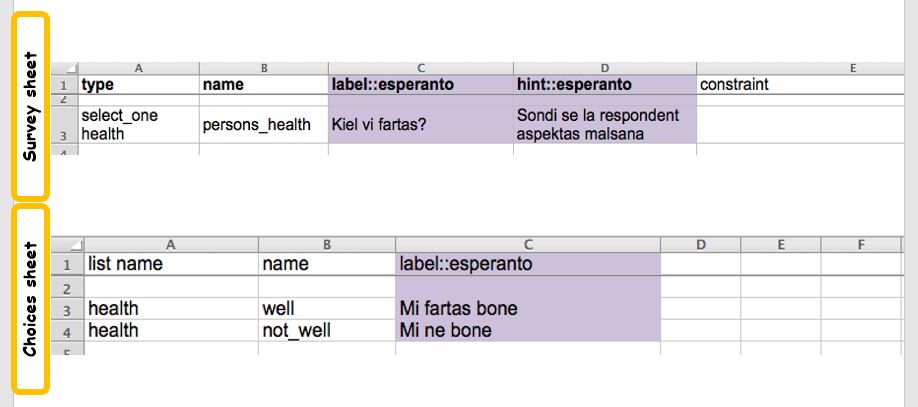 Survey sheet
A B C D E
1 type name label::esperanto hint::esperanto constraint
2
3 select_one health persons_health Kiel vi fartas? Sondi se la respondent aspektas malsana
4
Choices sheet
A B C D E F
1 list name name label::esperanto
2
3 health well Mi fartas bone
4 health not_well Mi ne bone
5